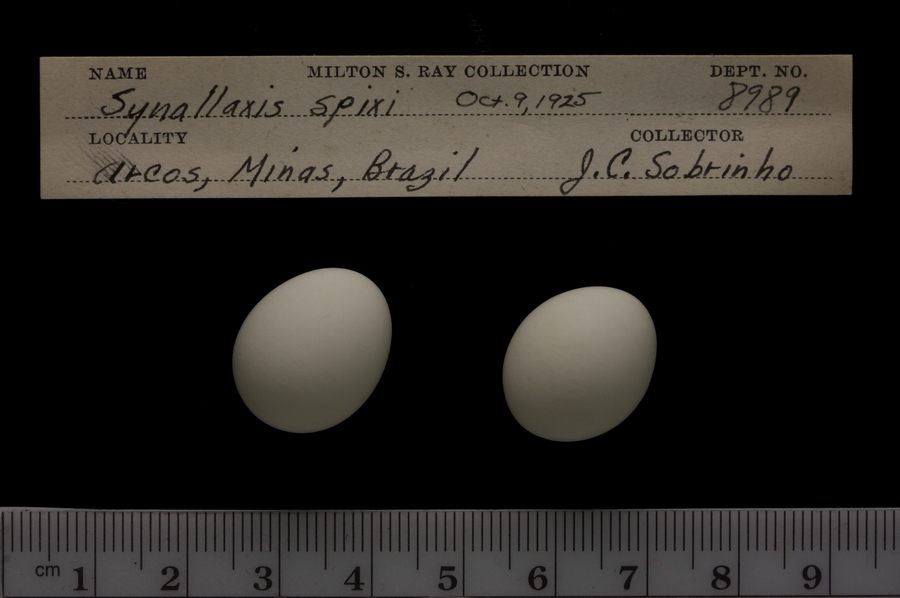 NAME MILTON S. RAY COLLECTION DEPT. NO.
Synallaxis spixi Oct. 9, 1925 8989
LOCALITY COLLECTOR
Arcos, Minas, Brazil J. C. Sobrinho
cm 1 2 3 4 5 6 7 8 9